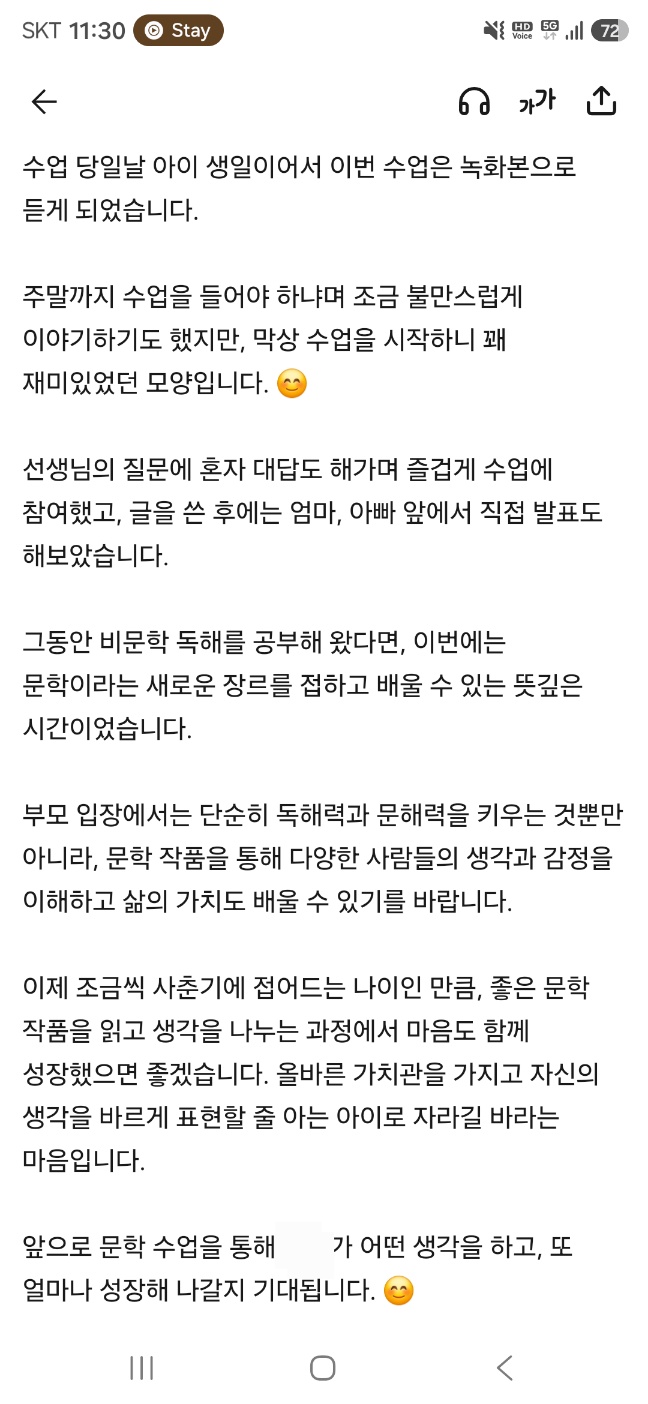 SKT 11:30 Stay HD Voice 5G 72
가가
수업 당일날 아이 생일이어서 이번 수업은 녹화본으로
듣게 되었습니다.
주말까지 수업을 들어야 하냐며 조금 불만스럽게
이야기하기도 했지만, 막상 수업을 시작하니 꽤
재미있었던 모양입니다. 😊
선생님의 질문에 혼자 대답도 해가며 즐겁게 수업에
참여했고, 글을 쓴 후에는 엄마, 아빠 앞에서 직접 발표도
해보았습니다.
그동안 비문학 독해를 공부해 왔다면, 이번에는
문학이라는 새로운 장르를 접하고 배울 수 있는 뜻깊은
시간이었습니다.
부모 입장에서는 단순히 독해력과 문해력을 키우는 것뿐만
아니라, 문학 작품을 통해 다양한 사람들의 생각과 감정을
이해하고 삶의 가치도 배울 수 있기를 바랍니다.
이제 조금씩 사춘기에 접어드는 나이인 만큼, 좋은 문학
작품을 읽고 생각을 나누는 과정에서 마음도 함께
성장했으면 좋겠습니다. 올바른 가치관을 가지고 자신의
생각을 바르게 표현할 줄 아는 아이로 자라길 바라는
마음입니다.
앞으로 문학 수업을 통해 가 어떤 생각을 하고, 또
얼마나 성장해 나갈지 기대됩니다. 😊